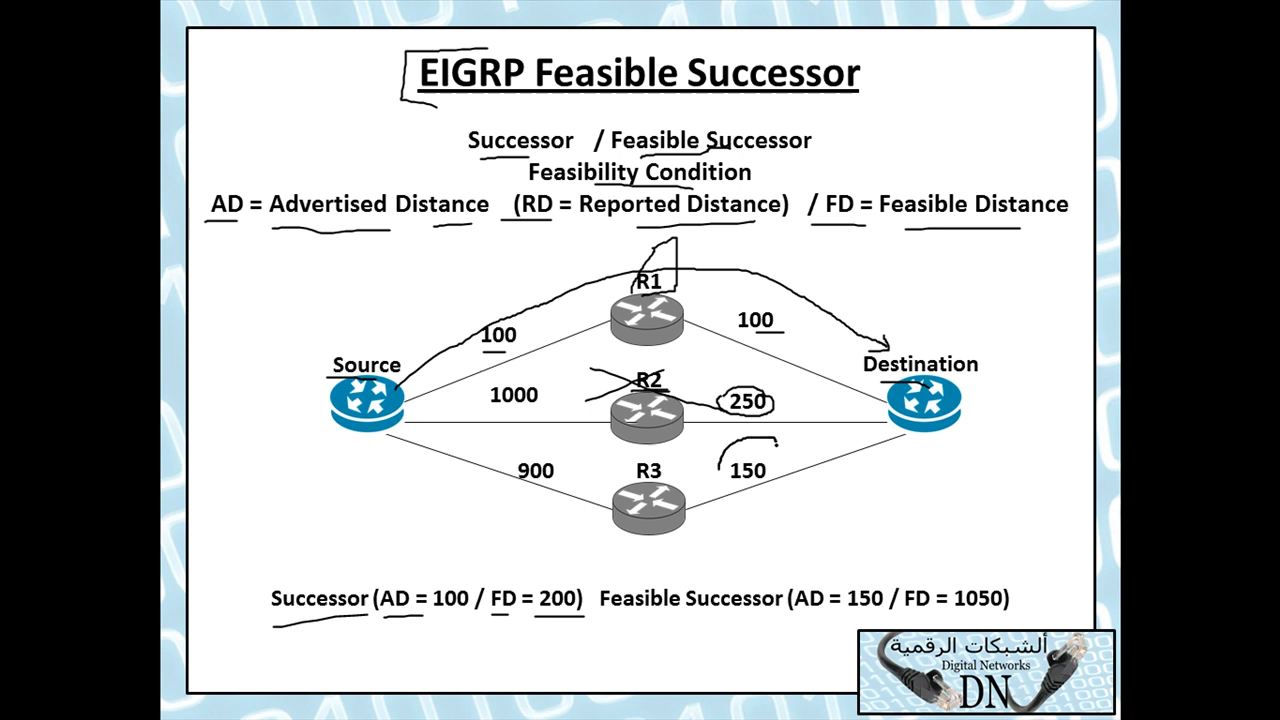 EIGRP Feasible Successor
Successor / Feasible Successor
Feasibility Condition
AD = Advertised Distance (RD = Reported Distance) / FD = Feasible Distance
R1
100
100
Source
Destination
1000
R2
250
900
R3
150
Successor (AD = 100 / FD = 200) Feasible Successor (AD = 150 / FD = 1050)
ألشبكات الرقمية
Digital Networks
DN